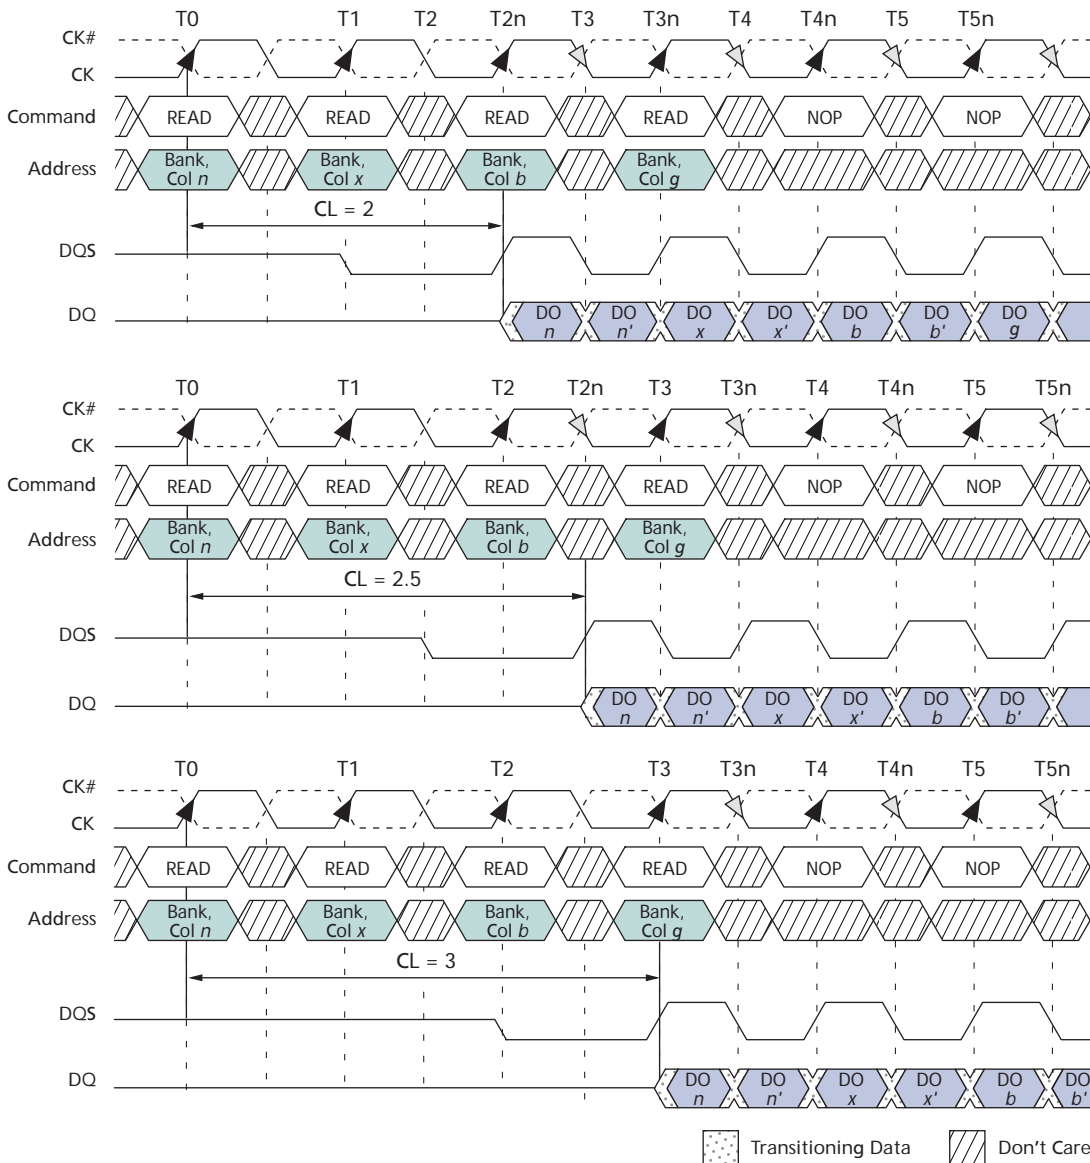 T0 T1 T2 T2n T3 T3n T4 T4n T5 T5n
CK#
CK
Command READ READ READ READ NOP NOP
Address Bank, Col n Bank, Col x Bank, Col b Bank, Col g
CL = 2
DQS
DQ DO n DO n' DO x DO x' DO b DO b' DO g
T0 T1 T2 T2n T3 T3n T4 T4n T5 T5n
CK#
CK
Command READ READ READ READ NOP NOP
Address Bank, Col n Bank, Col x Bank, Col b Bank, Col g
CL = 2.5
DQS
DQ DO n DO n' DO x DO x' DO b DO b'
T0 T1 T2 T3 T3n T4 T4n T5 T5n
CK#
CK
Command READ READ READ READ NOP NOP
Address Bank, Col n Bank, Col x Bank, Col b Bank, Col g
CL = 3
DQS
DQ DO n DO n' DO x DO x' DO b DO b'
Transitioning Data Don't Care